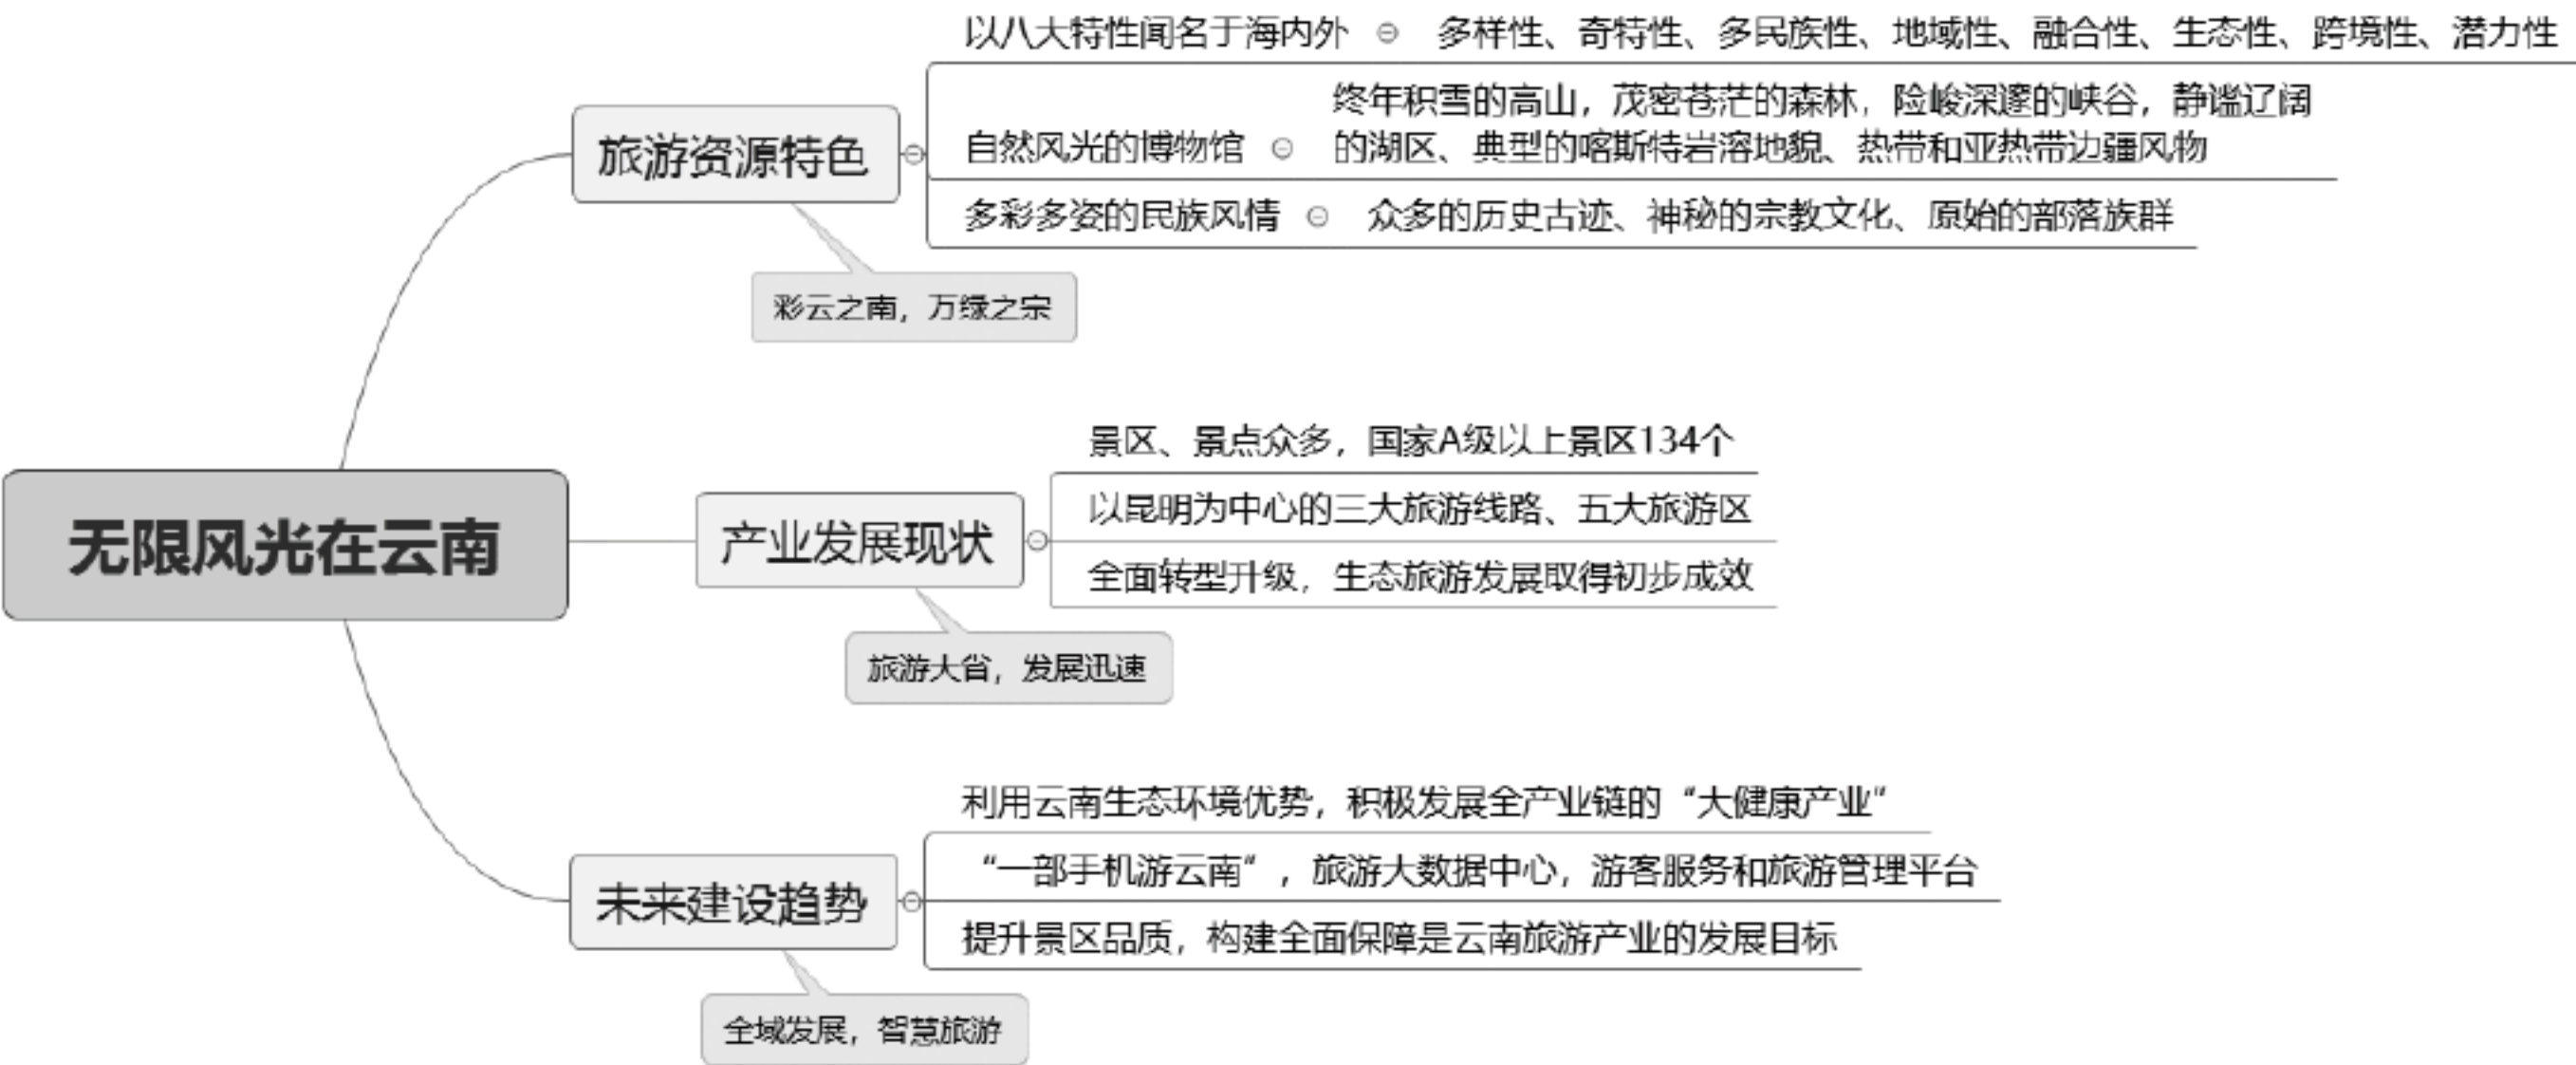 无限风光在云南
旅游资源特色
彩云之南，万绿之宗
以八大特性闻名于海内外
多样性、奇特性、多民族性、地域性、融合性、生态性、跨境性、潜力性
自然风光的博物馆
终年积雪的高山，茂密苍茫的森林，险峻深邃的峡谷，静谧辽阔
的湖区、典型的喀斯特岩溶地貌、热带和亚热带边疆风物
多彩多姿的民族风情
众多的历史古迹、神秘的宗教文化、原始的部落族群
产业发展现状
旅游大省，发展迅速
景区、景点众多，国家A级以上景区134个
以昆明为中心的三大旅游线路、五大旅游区
全面转型升级，生态旅游发展取得初步成效
未来建设趋势
全域发展，智慧旅游
利用云南生态环境优势，积极发展全产业链的“大健康产业”
“一部手机游云南”，旅游大数据中心，游客服务和旅游管理平台
提升景区品质，构建全面保障是云南旅游产业的发展目标